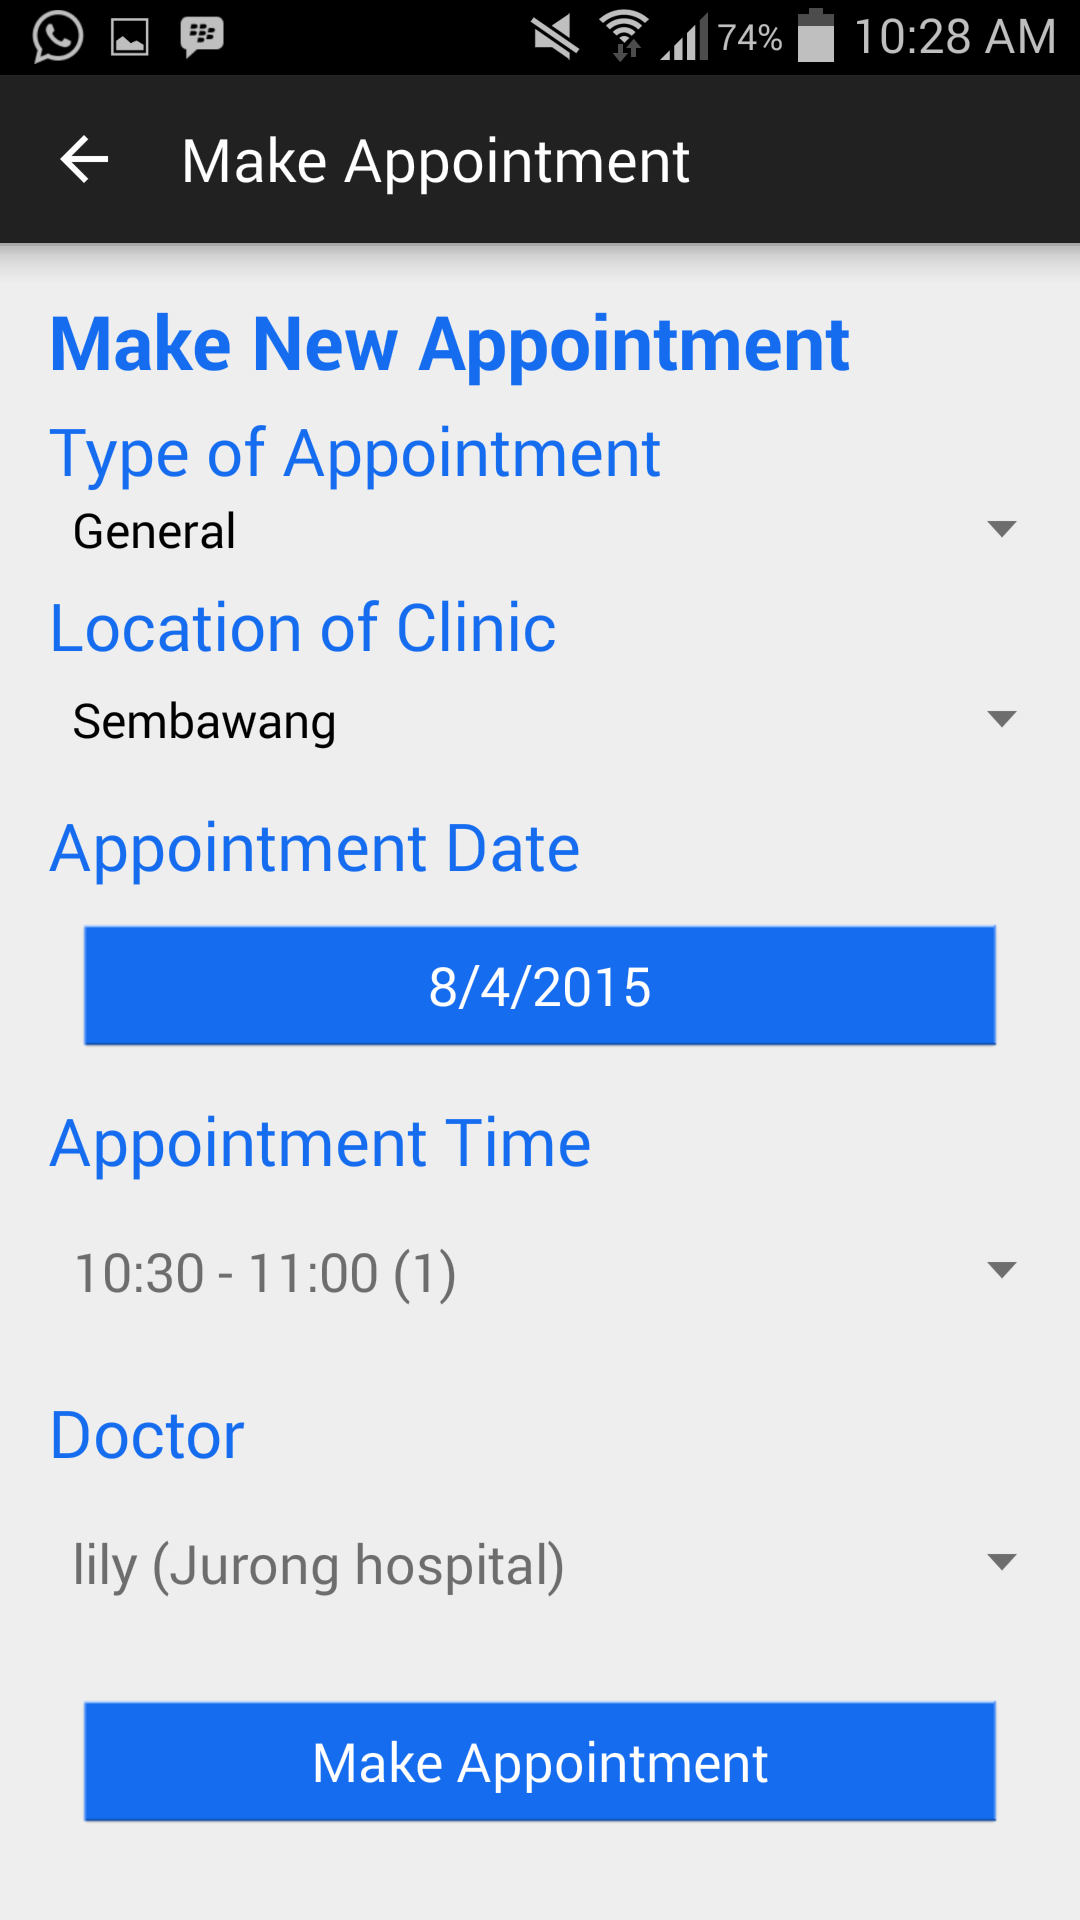 74% 10:28 AM
Make Appointment
Make New Appointment
Type of Appointment
General
Location of Clinic
Sembawang
Appointment Date
8/4/2015
Appointment Time
10:30 - 11:00 (1)
Doctor
lily (Jurong hospital)
Make Appointment